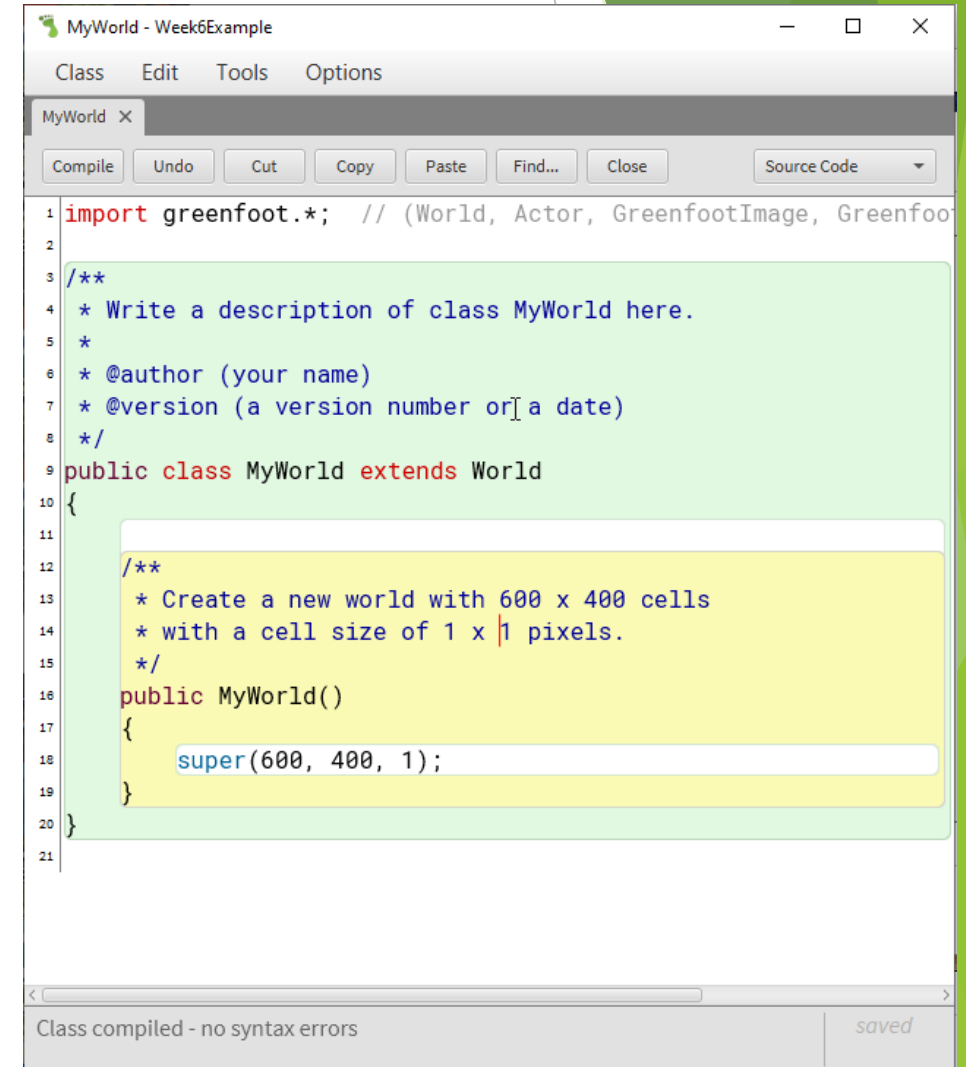 MyWorld - Week6Example
Class Edit Tools Options
MyWorld
Compile Undo Cut Copy Paste Find... Close Source Code
1 import greenfoot.*; // (World, Actor, GreenfootImage, Greenfoo
2
3 /**
4 * Write a description of class MyWorld here.
5 *
6 * @author (your name)
7 * @version (a version number or a date)
8 */
9 public class MyWorld extends World
10 {
11
12 /**
13 * Create a new world with 600 x 400 cells
14 * with a cell size of 1 x 1 pixels.
15 */
16 public MyWorld()
17 {
18 super(600, 400, 1);
19 }
20 }
21
Class compiled - no syntax errors saved